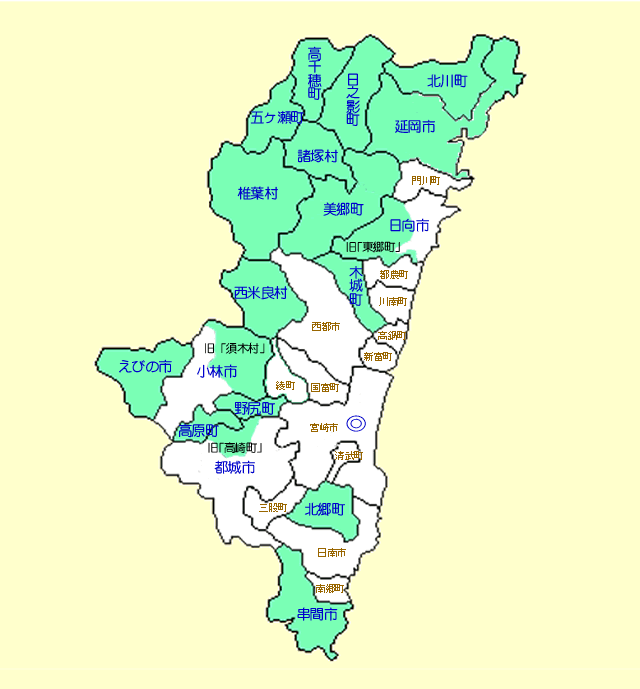 高千穂町
日之影町
北川町
五ヶ瀬町
延岡市
諸塚村
門川町
椎葉村
美郷町
日向市
旧「東郷町」
木城町
都農町
西米良村
川南町
西都市
高鍋町
旧「須木村」
新富町
えびの市
小林市
綾町
国富町
野尻町
高原町
宮崎市
旧「高崎町」
清武町
都城市
三股町
北郷町
日南市
南郷町
串間市